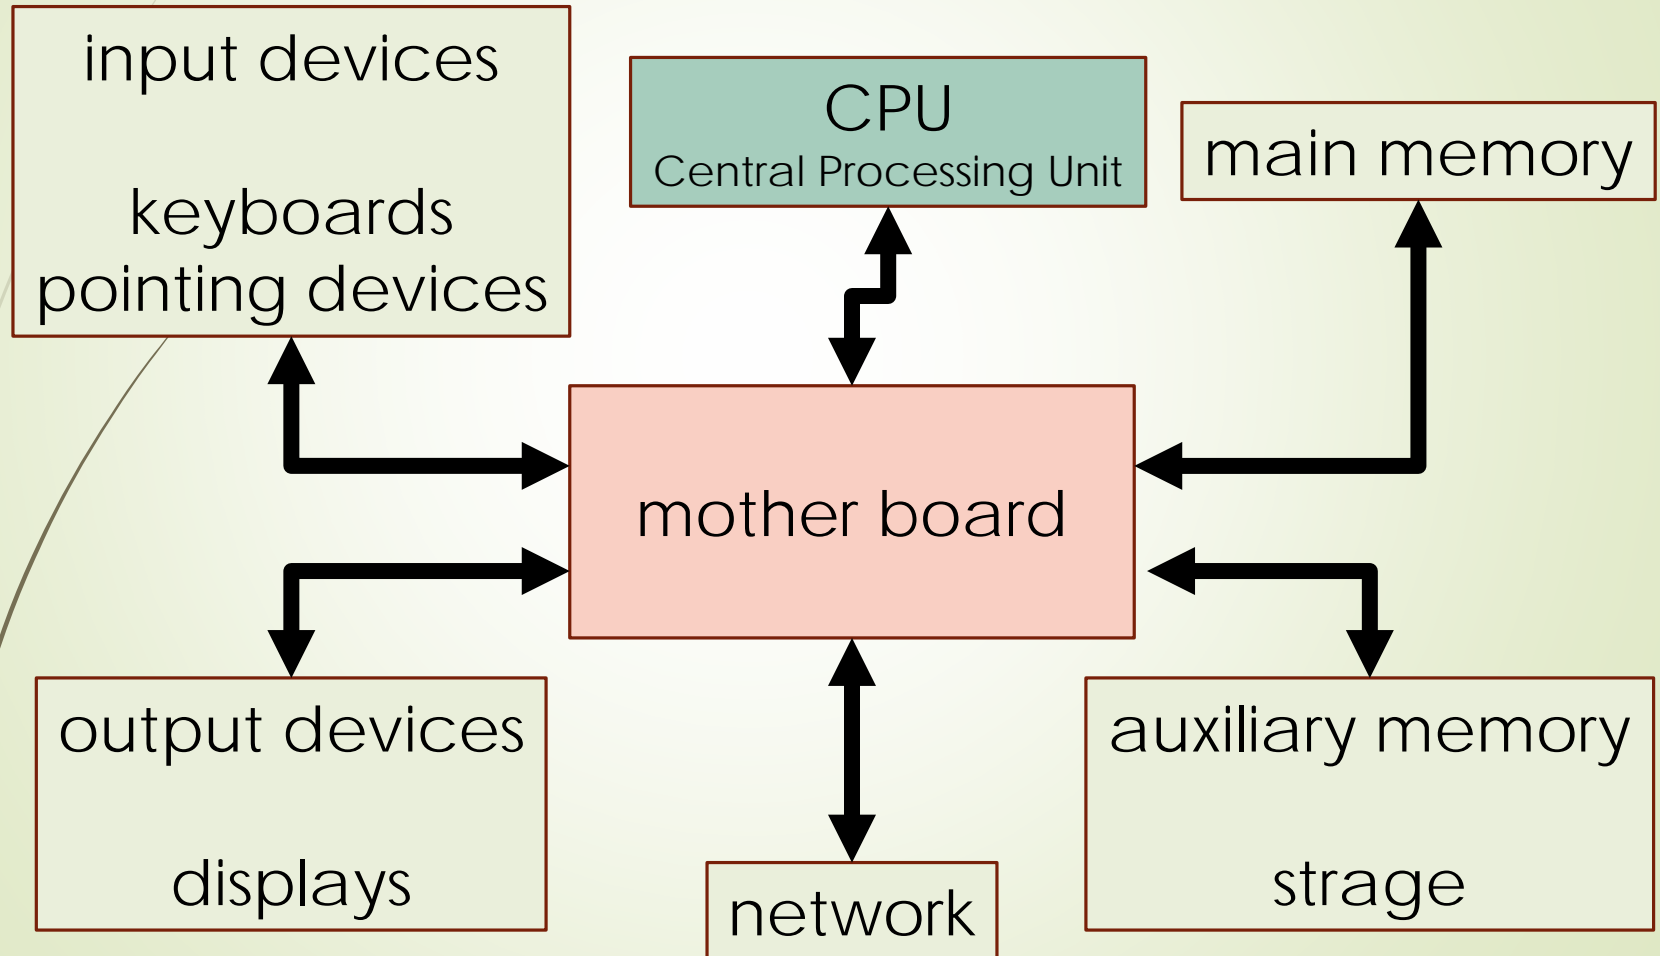 input devices
keyboards
pointing devices
CPU
Central Processing Unit
main memory
mother board
output devices
displays
network
auxiliary memory
strage